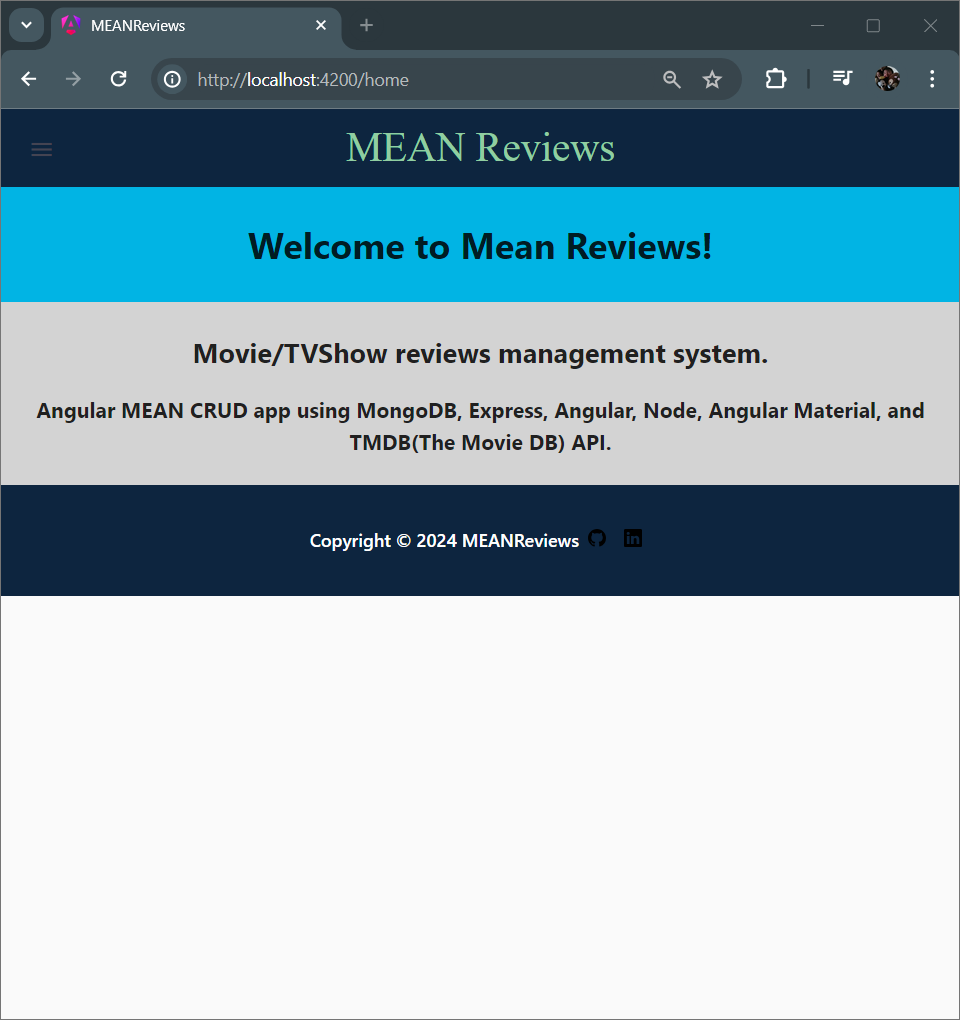 MEANReviews
http://localhost:4200/home
MEAN Reviews
Welcome to Mean Reviews!
Movie/TVShow reviews management system.
Angular MEAN CRUD app using MongoDB, Express, Angular, Node, Angular Material, and
TMDB(The Movie DB) API.
Copyright © 2024 MEANReviews